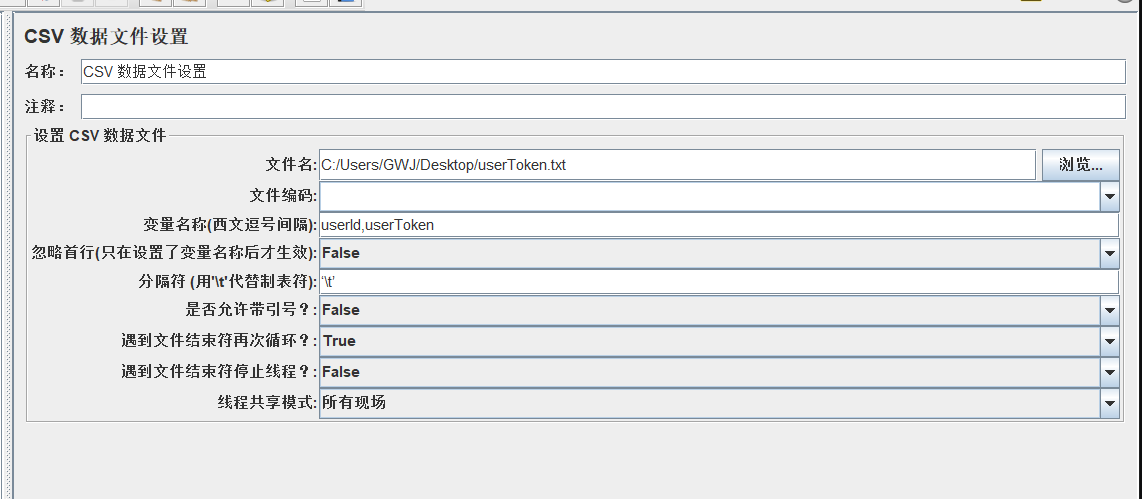 CSV 数据文件设置
名称： CSV 数据文件设置
注释：
设置 CSV 数据文件
文件名: C:/Users/GWJ/Desktop/userToken.txt 浏览...
文件编码:
变量名称(西文逗号间隔): userId,userToken
忽略首行(只在设置了变量名称后才生效): False
分隔符 (用'\t'代替制表符): '\t'
是否允许带引号？: False
遇到文件结束符再次循环？: True
遇到文件结束符停止线程？: False
线程共享模式: 所有现场